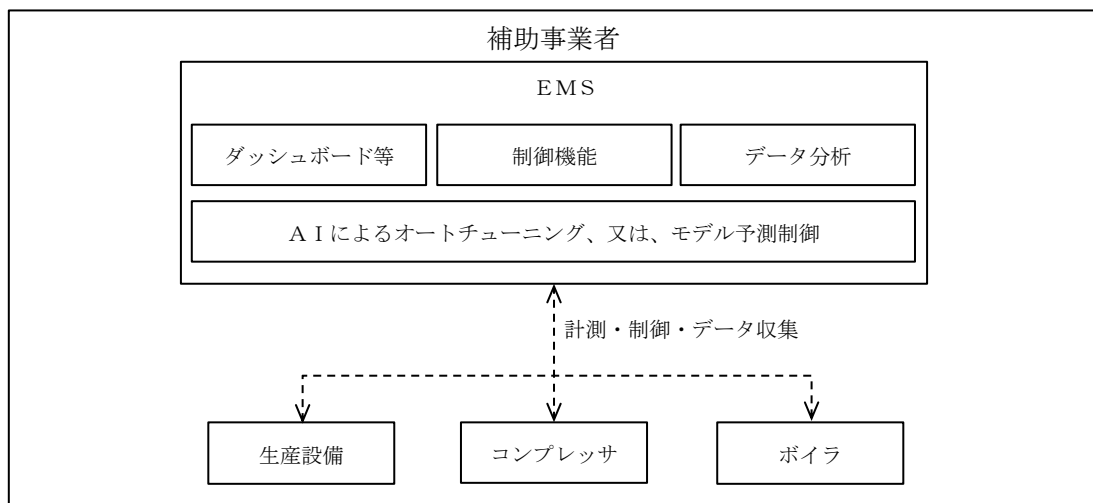 補助事業者
ＥＭＳ
ダッシュボード等
制御機能
データ分析
ＡＩによるオートチューニング、又は、モデル予測制御
計測・制御・データ収集
生産設備
コンプレッサ
ボイラ